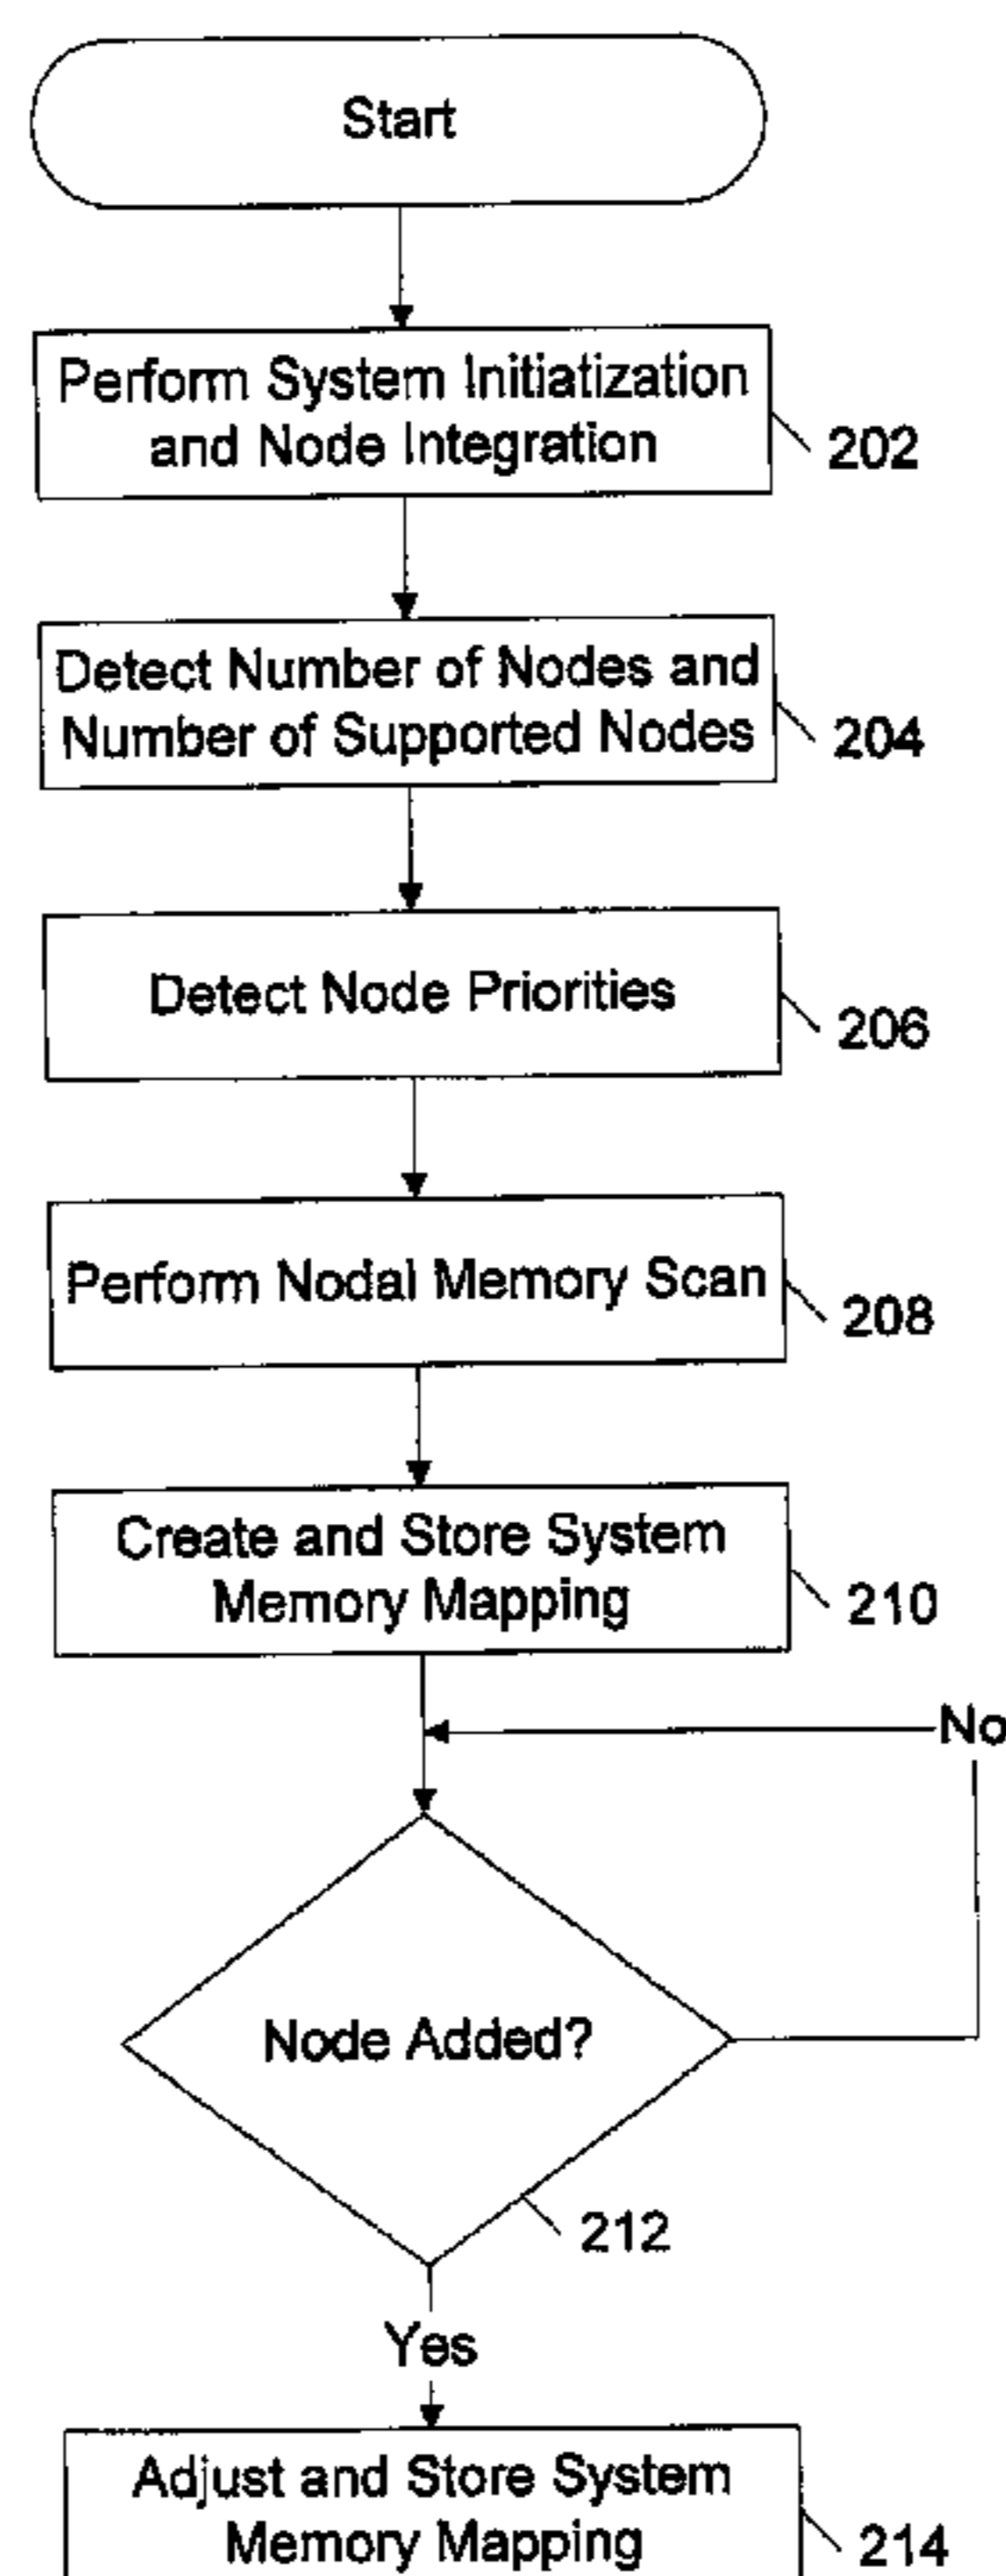 Start
Perform System Initiatization
and Node Integration
202
Detect Number of Nodes and
Number of Supported Nodes
204
Detect Node Priorities
206
Perform Nodal Memory Scan
208
Create and Store System
Memory Mapping
210
No
Node Added?
212
Yes
Adjust and Store System
Memory Mapping
214